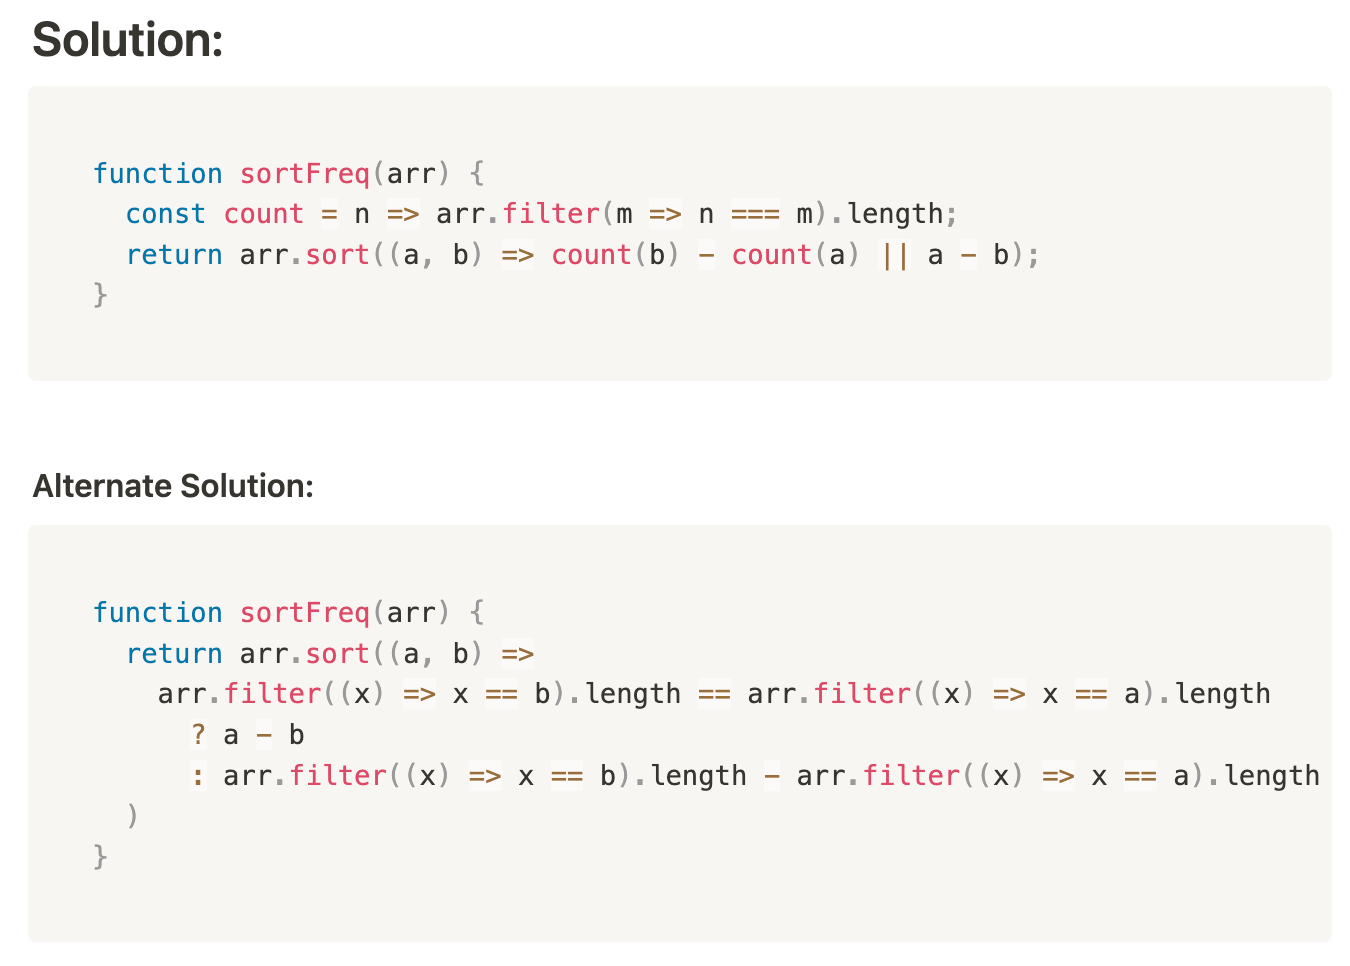 Solution:
function sortFreq(arr) {
  const count = n => arr.filter(m => n === m).length;
  return arr.sort((a, b) => count(b) - count(a) || a - b);
}
Alternate Solution:
function sortFreq(arr) {
  return arr.sort((a, b) =>
    arr.filter((x) => x == b).length == arr.filter((x) => x == a).length
      ? a - b
      : arr.filter((x) => x == b).length - arr.filter((x) => x == a).length
  )
}